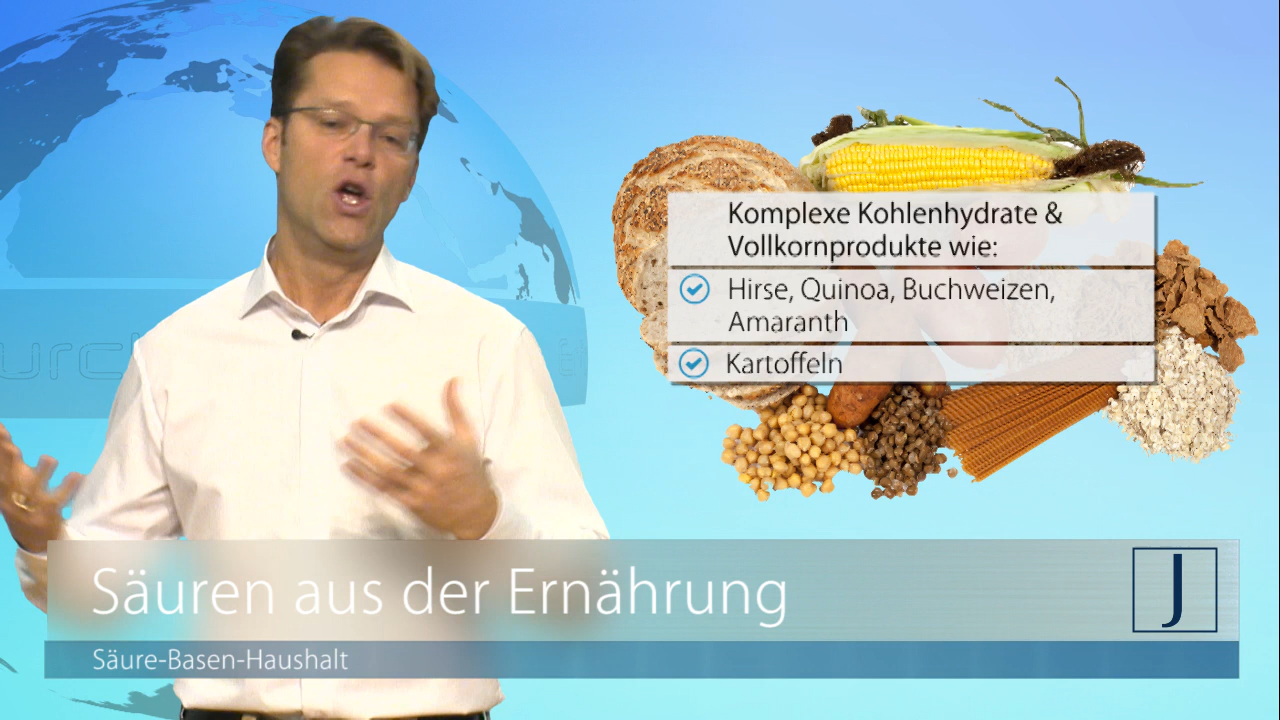 Komplexe Kohlenhydrate &
Vollkornprodukte wie:
Hirse, Quinoa, Buchweizen,
Amaranth
Kartoffeln
Säuren aus der Ernährung
J
Säure-Basen-Haushalt